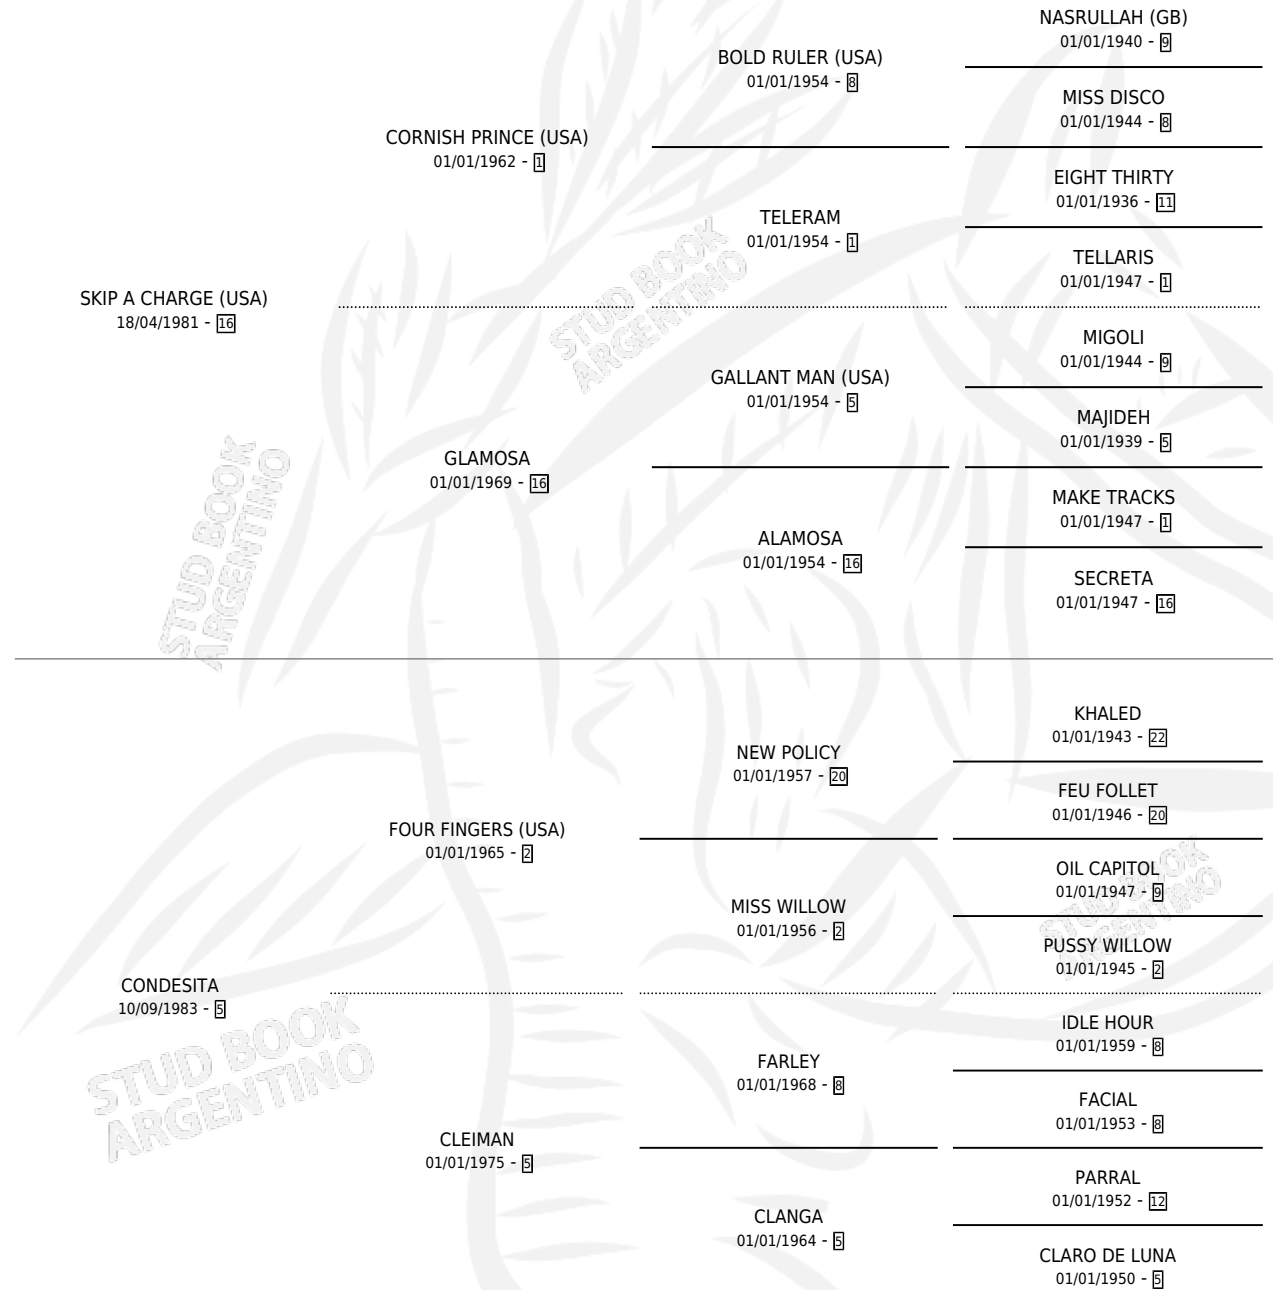 NASRULLAH (GB)
01/01/1940 - 9
BOLD RULER (USA)
01/01/1954 - 8
MISS DISCO
01/01/1944 - 8
CORNISH PRINCE (USA)
01/01/1962 - 1
EIGHT THIRTY
01/01/1936 - 11
TELERAM
01/01/1954 - 1
TELLARIS
01/01/1947 - 1
SKIP A CHARGE (USA)
18/04/1981 - 16
MIGOLI
01/01/1944 - 9
GALLANT MAN (USA)
01/01/1954 - 5
MAJIDEH
01/01/1939 - 5
GLAMOSA
01/01/1969 - 16
MAKE TRACKS
01/01/1947 - 1
ALAMOSA
01/01/1954 - 16
SECRETA
01/01/1947 - 16
STUD BOOK
ARGENTINO
STUD BOOK
ARGENTINO
KHALED
01/01/1943 - 22
NEW POLICY
01/01/1957 - 20
FEU FOLLET
01/01/1946 - 20
FOUR FINGERS (USA)
01/01/1965 - 2
OIL CAPITOL
01/01/1947 - 9
MISS WILLOW
01/01/1956 - 2
PUSSY WILLOW
01/01/1945 - 2
CONDESITA
10/09/1983 - 5
IDLE HOUR
01/01/1959 - 8
FARLEY
01/01/1968 - 8
FACIAL
01/01/1953 - 8
CLEIMAN
01/01/1975 - 5
PARRAL
01/01/1952 - 12
CLANGA
01/01/1964 - 5
CLARO DE LUNA
01/01/1950 - 5
STUD BOOK
ARGENTINO
STUD BOOK
ARGENTINO